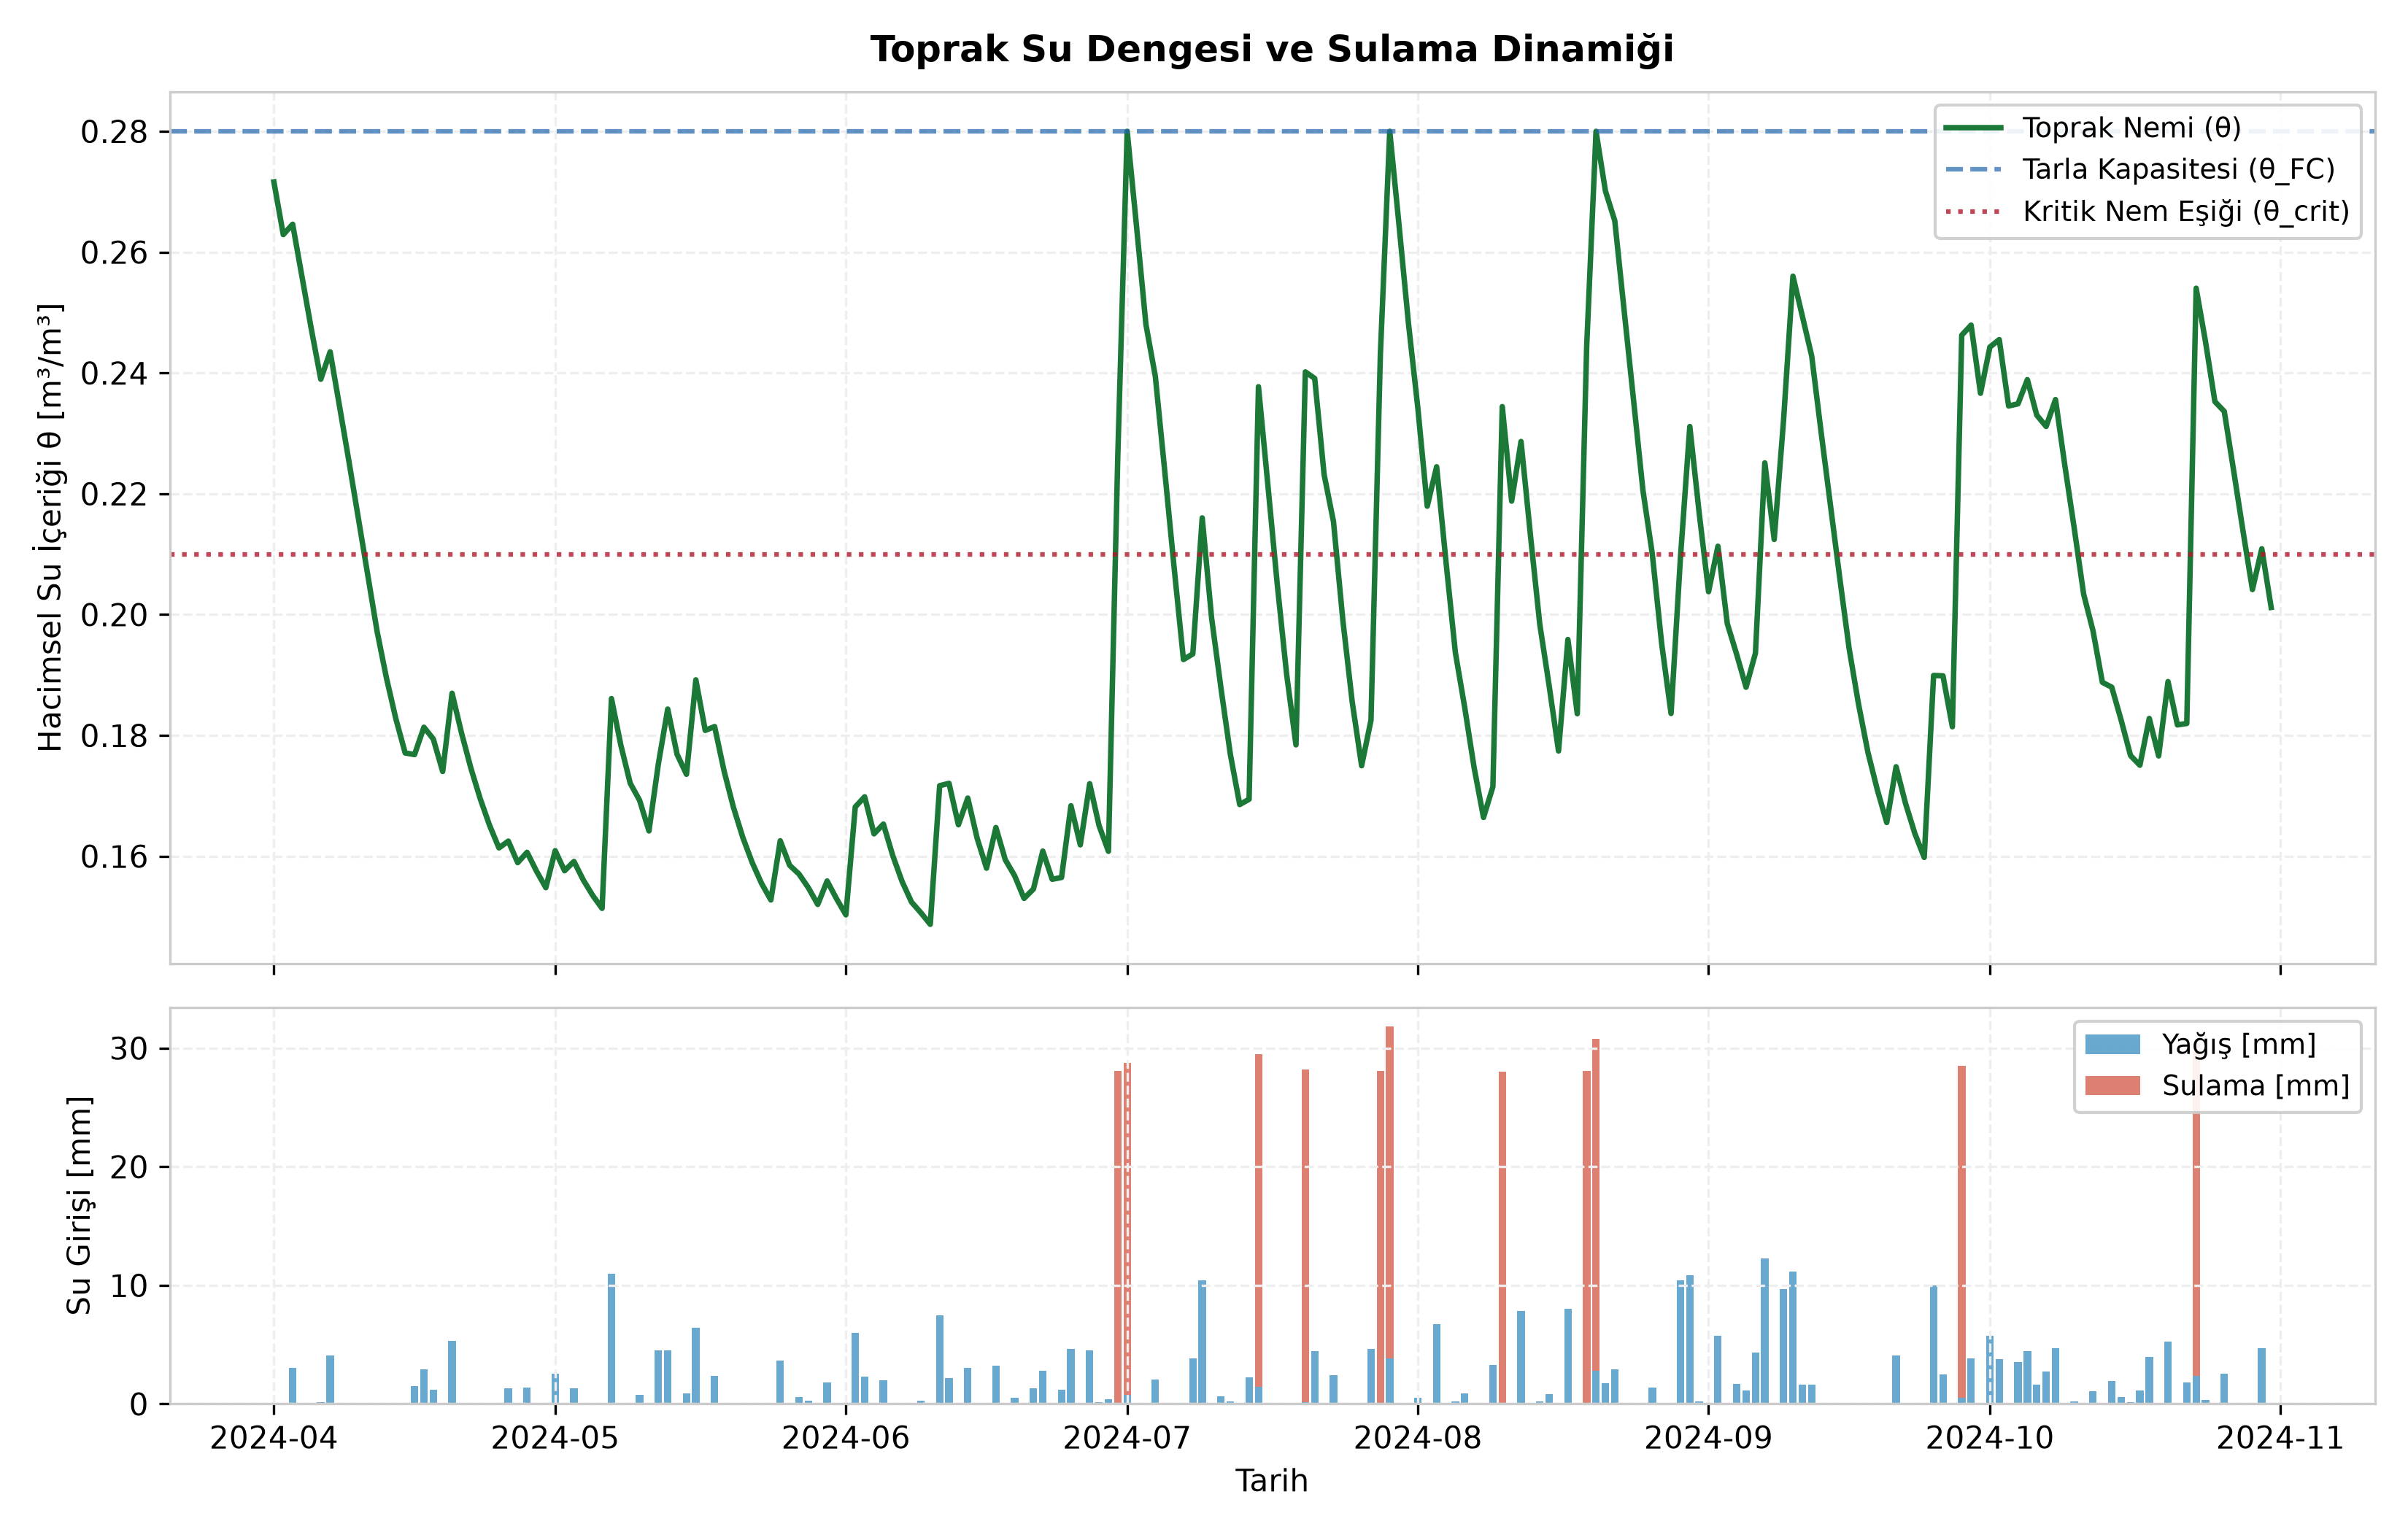 Toprak Su Dengesi ve Sulama Dinamiği
Hacimsel Su İçeriği θ [m³/m³]
0.28
0.26
0.24
0.22
0.20
0.18
0.16
Toprak Nemi (θ)
Tarla Kapasitesi (θ_FC)
Kritik Nem Eşiği (θ_crit)
Su Girişi [mm]
30
20
10
0
Yağış [mm]
Sulama [mm]
2024-04 2024-05 2024-06 2024-07 2024-08 2024-09 2024-10 2024-11
Tarih